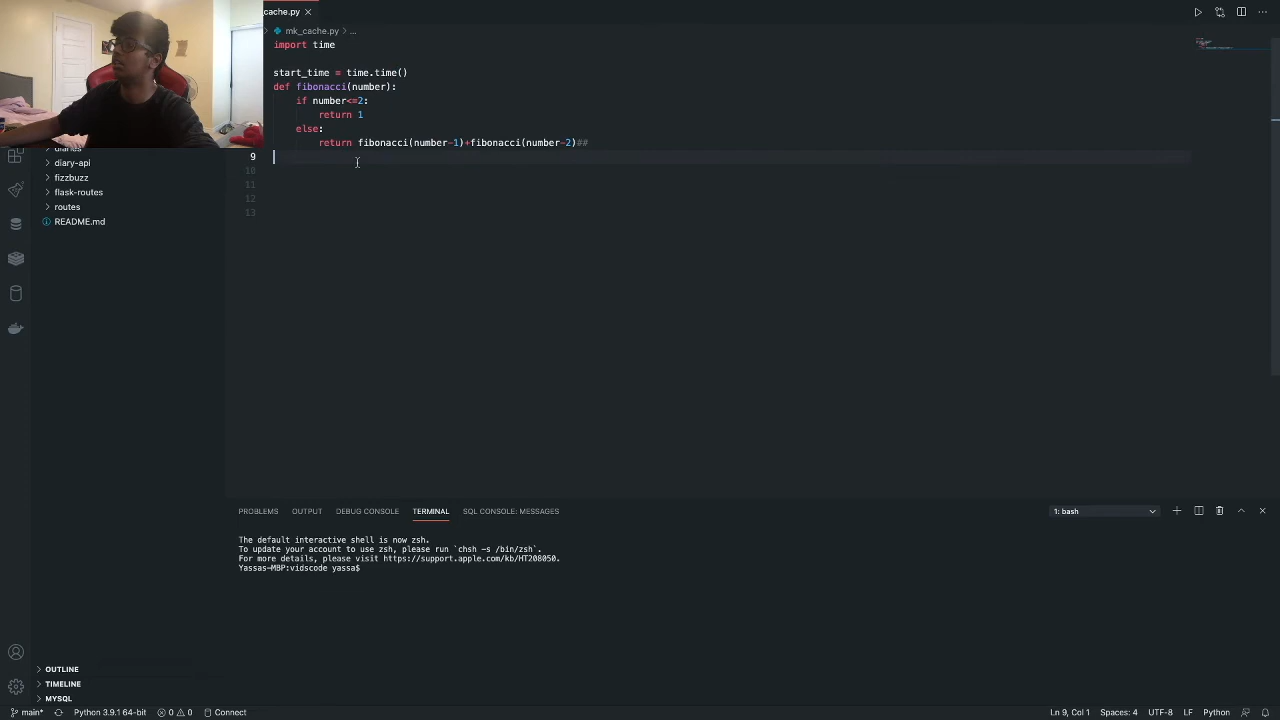 cache.py
mk_cache.py > ...
import time
start_time = time.time()
def fibonacci(number):
if number<=2:
return 1
else:
return fibonacci(number-1)+fibonacci(number-2)##
9
10
11
12
13
diaries
diary-api
fizzbuzz
flask-routes
routes
README.md
PROBLEMS OUTPUT DEBUG CONSOLE TERMINAL SQL CONSOLE: MESSAGES
1: bash
The default interactive shell is now zsh.
To update your account to use zsh, please run `chsh -s /bin/zsh`.
For more details, please visit https://support.apple.com/kb/HT208050.
Yassas-MBP:vidscode yassa$
OUTLINE
TIMELINE
MYSQL
main* Python 3.9.1 64-bit 0 0 Connect Ln 9, Col 1 Spaces: 4 UTF-8 LF Python